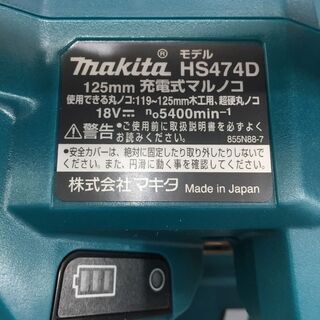 makita® モデル HS474D
125mm 充電式マルノコ
使用できる丸ノコ:119~125mm木工用、超硬丸ノコ
18V⎓ n₀5400min⁻¹
⚠警告 ●ご使用前に取扱説明書を必ずよくお読みください。
855N88-7
●安全カバーは、絶対に固定したり取り外したりしないでください。また、円滑に動く事を確認してください。
株式会社マキタ Made in Japan